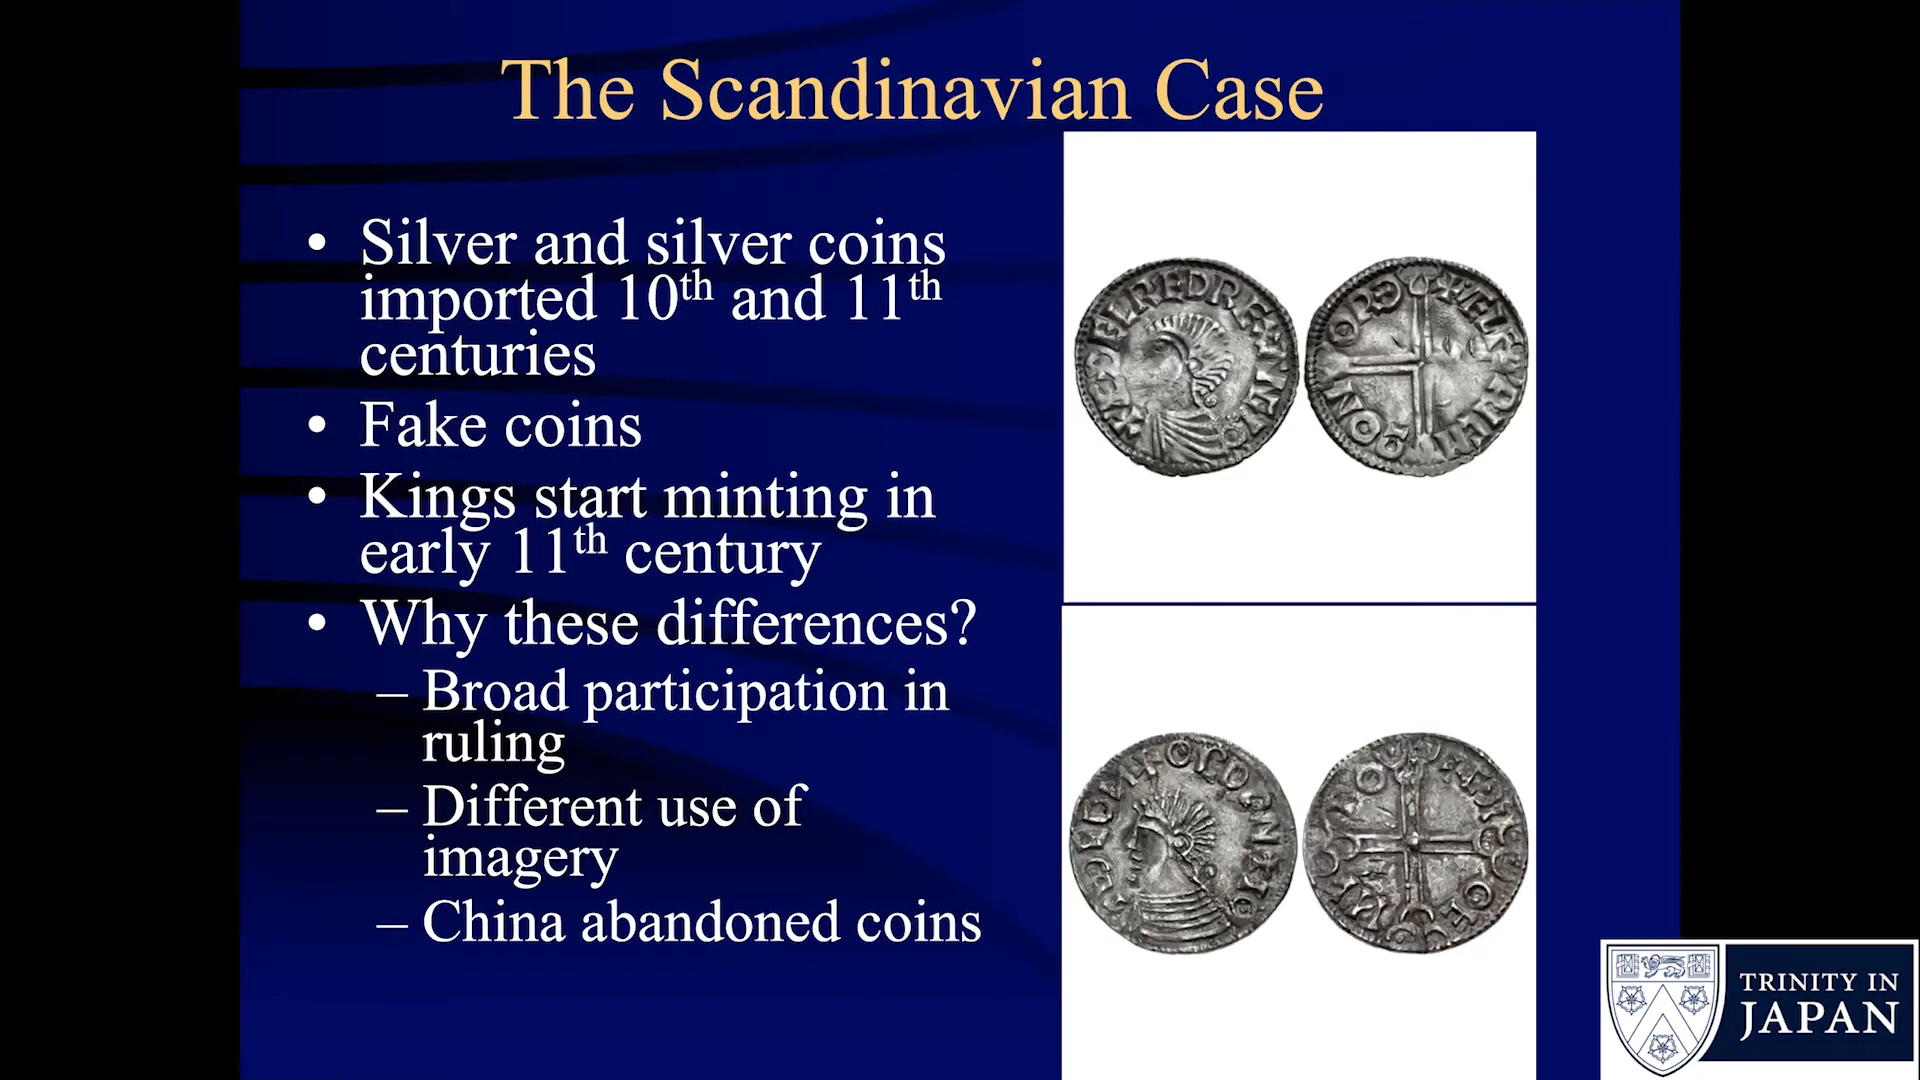 The Scandinavian Case
• Silver and silver coins
imported 10th and 11th
centuries
• Fake coins
• Kings start minting in
early 11th century
• Why these differences?
– Broad participation in
ruling
– Different use of
imagery
– China abandoned coins
TRINITY IN
JAPAN